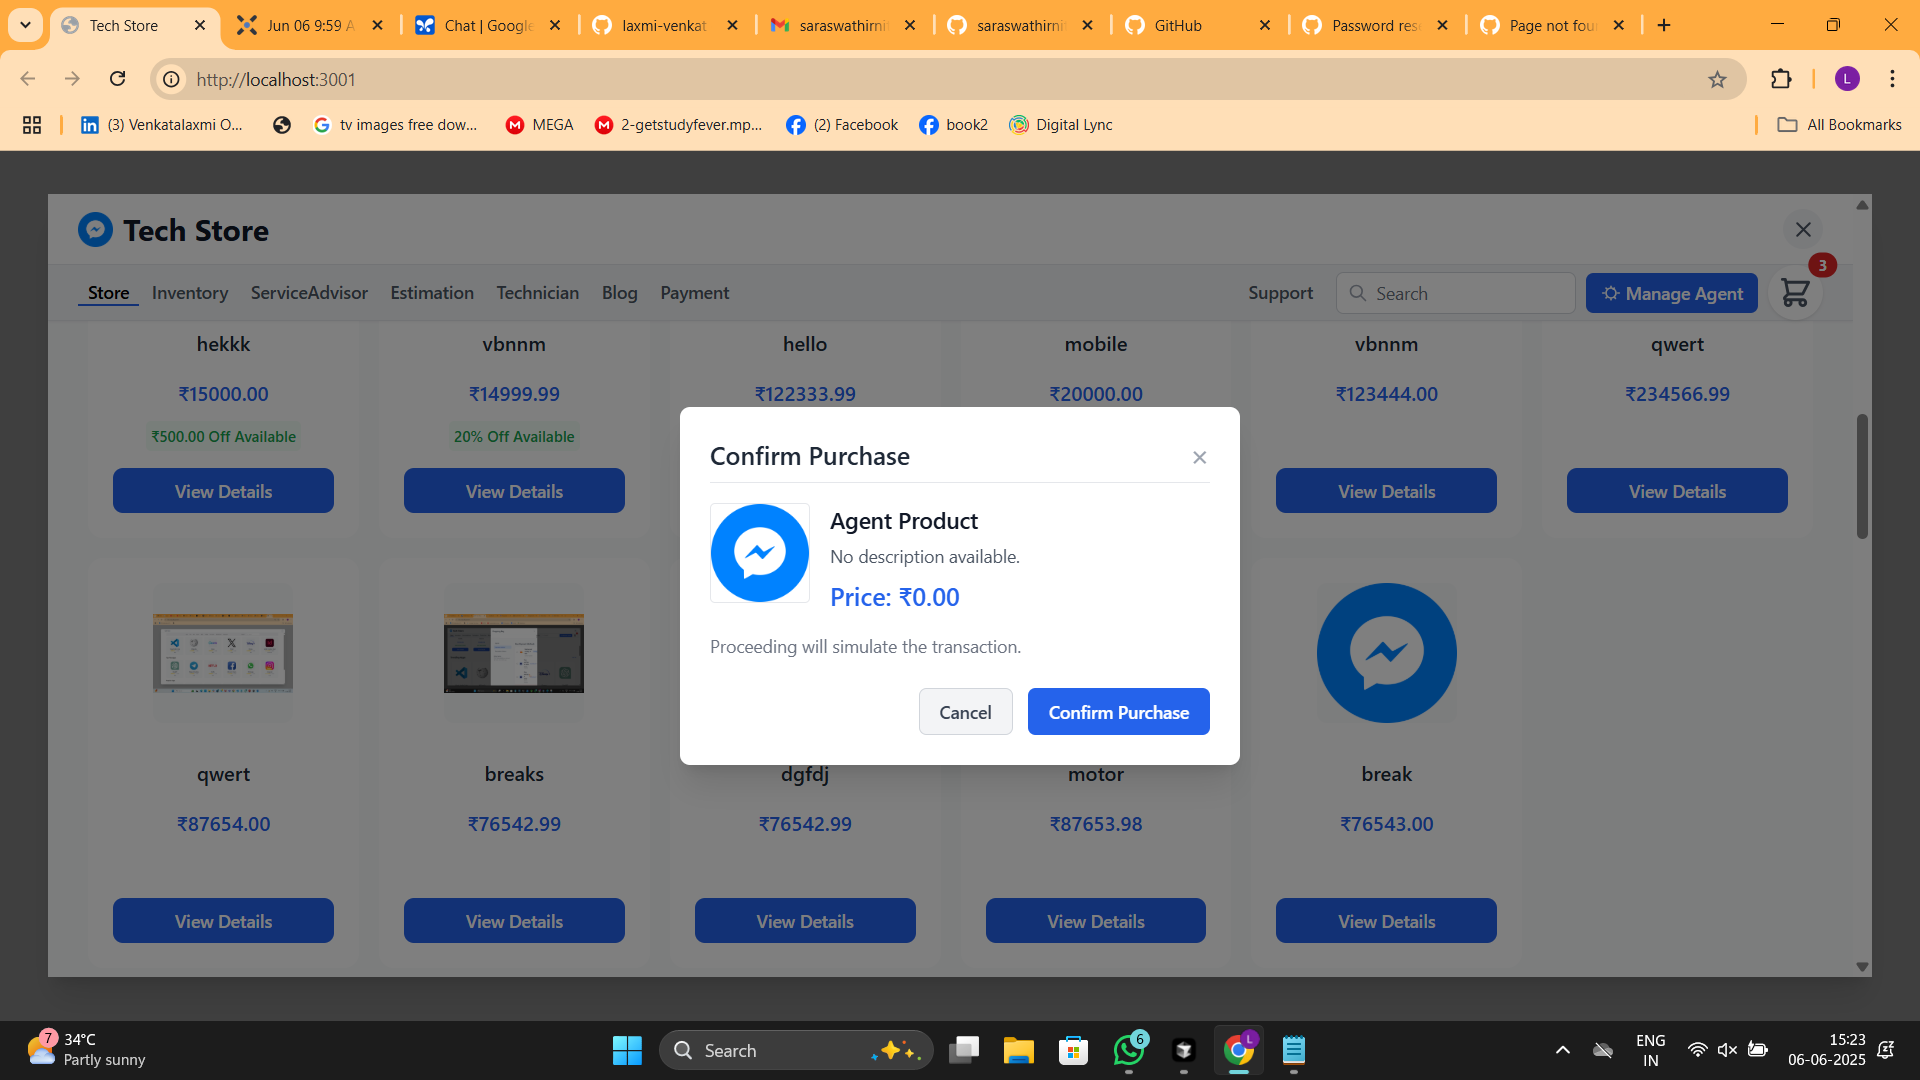 Tech Store
Jun 06 9:59 A
Chat | Google
laxmi-venkat
saraswathirni
saraswathirni
GitHub
Password res
Page not fou
http://localhost:3001
L
(3) Venkatalaxmi O...
tv images free dow...
MEGA
2-getstudyfever.mp...
(2) Facebook
book2
Digital Lync
All Bookmarks
Tech Store
3
Store Inventory ServiceAdvisor Estimation Technician Blog Payment Support Search Manage Agent
hekkk vbnnm hello mobile vbnnm qwert
₹15000.00 ₹14999.99 ₹122333.99 ₹20000.00 ₹123444.00 ₹234566.99
₹500.00 Off Available 20% Off Available
View Details View Details View Details View Details
Confirm Purchase
Agent Product
No description available.
Price: ₹0.00
Proceeding will simulate the transaction.
Cancel Confirm Purchase
qwert breaks dgfdj motor break
₹87654.00 ₹76542.99 ₹76542.99 ₹87653.98 ₹76543.00
View Details View Details View Details View Details View Details
7
34°C
Partly sunny
Search
6
L
ENG
IN
15:23
06-06-2025